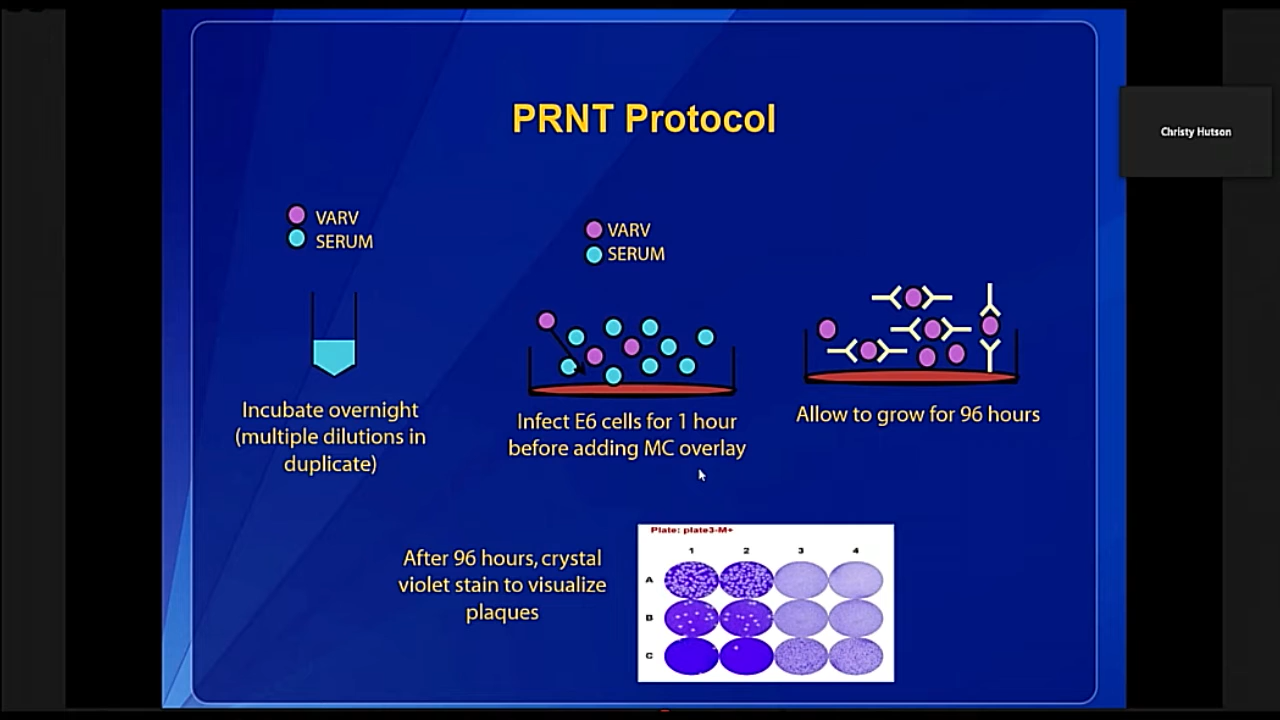 PRNT Protocol
Christy Hutson
VARV
SERUM
VARV
SERUM
Incubate overnight
(multiple dilutions in
duplicate)
Infect E6 cells for 1 hour
before adding MC overlay
Allow to grow for 96 hours
After 96 hours, crystal
violet stain to visualize
plaques
Plate: plate3-M+
1 2 3 4
A
B
C